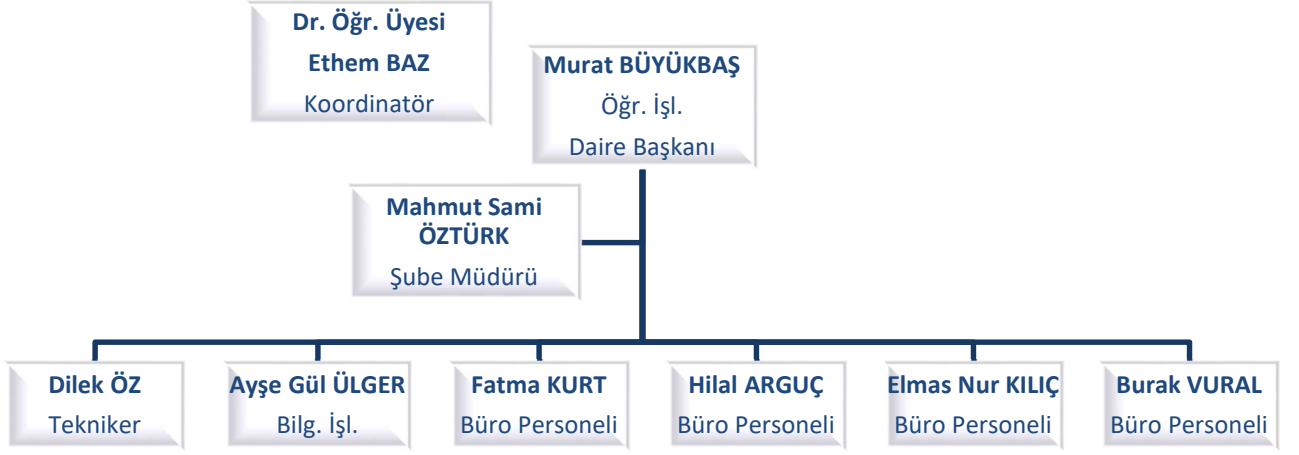 Dr. Öğr. Üyesi
Ethem BAZ
Koordinatör
Murat BÜYÜKBAŞ
Öğr. İşl.
Daire Başkanı
Mahmut Sami
ÖZTÜRK
Şube Müdürü
Dilek ÖZ
Tekniker
Ayşe Gül ÜLGER
Bilg. İşl.
Fatma KURT
Büro Personeli
Hilal ARGUÇ
Büro Personeli
Elmas Nur KILIÇ
Büro Personeli
Burak VURAL
Büro Personeli